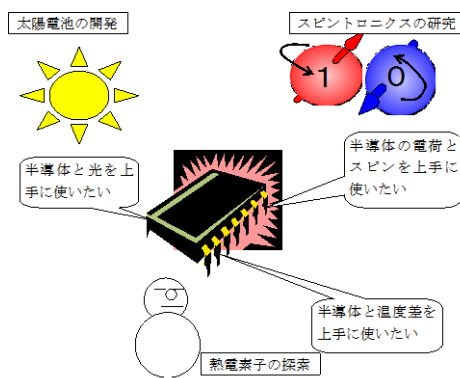 太陽電池の開発
スピントロニクスの研究
1
0
半導体と光を上
手に使いたい
半導体の電荷と
スピンを上手に
使いたい
半導体と温度差を
上手に使いたい
熱電素子の探索